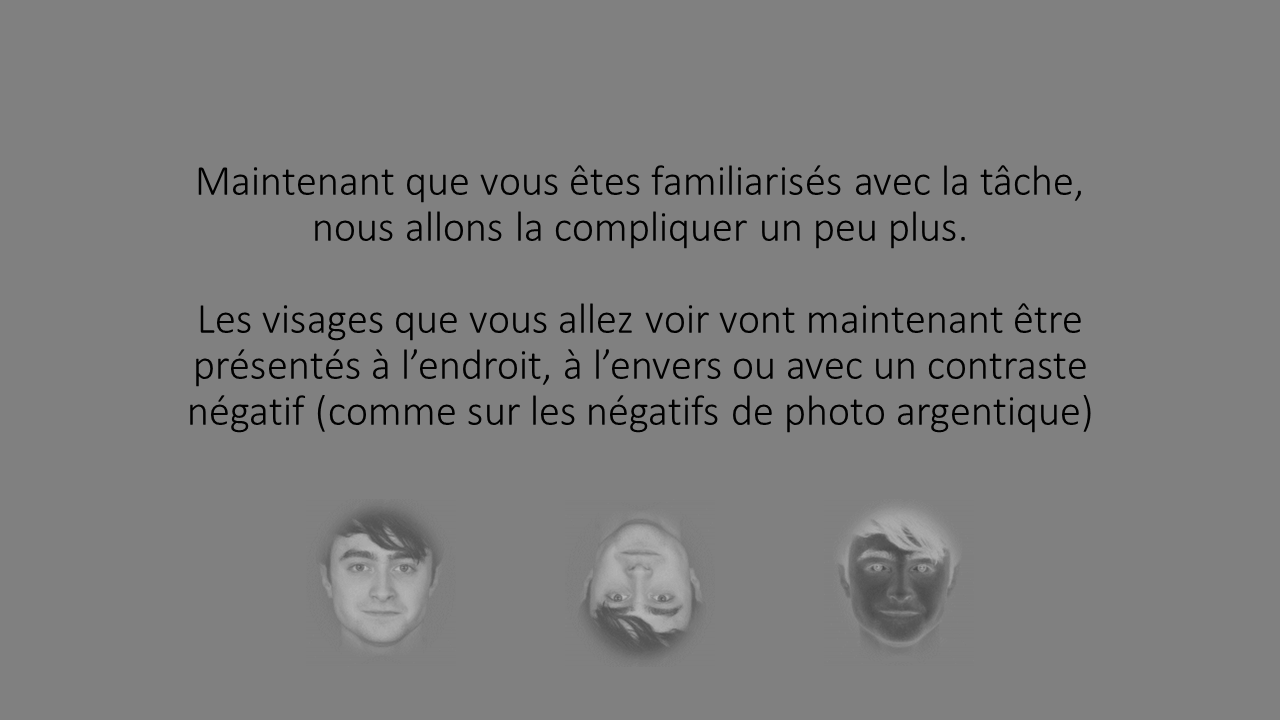 Maintenant que vous êtes familiarisés avec la tâche,
nous allons la compliquer un peu plus.
Les visages que vous allez voir vont maintenant être
présentés à l’endroit, à l’envers ou avec un contraste
négatif (comme sur les négatifs de photo argentique)